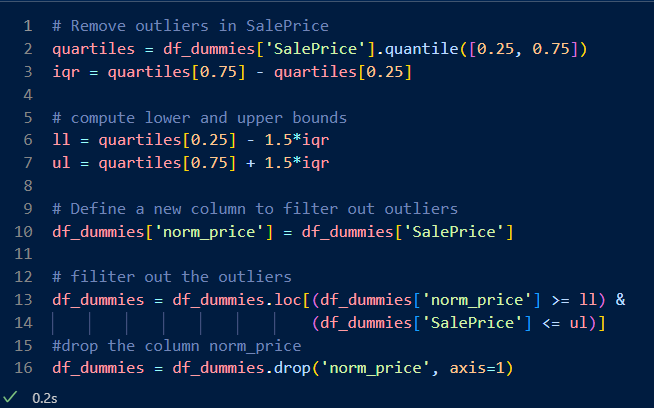 1 # Remove outliers in SalePrice
2 quartiles = df_dummies['SalePrice'].quantile([0.25, 0.75])
3 iqr = quartiles[0.75] - quartiles[0.25]
4
5 # compute lower and upper bounds
6 ll = quartiles[0.25] - 1.5*iqr
7 ul = quartiles[0.75] + 1.5*iqr
8
9 # Define a new column to filter out outliers
10 df_dummies['norm_price'] = df_dummies['SalePrice']
11
12 # filiter out the outliers
13 df_dummies = df_dummies.loc[(df_dummies['norm_price'] >= ll) &
14                             (df_dummies['SalePrice'] <= ul)]
15 #drop the column norm_price
16 df_dummies = df_dummies.drop('norm_price', axis=1)
✓ 0.2s